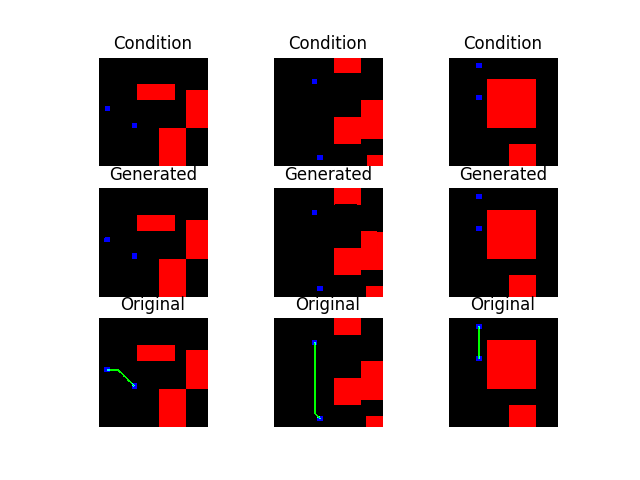 Condition Condition Condition
Generated Generated Generated
Original Original Original